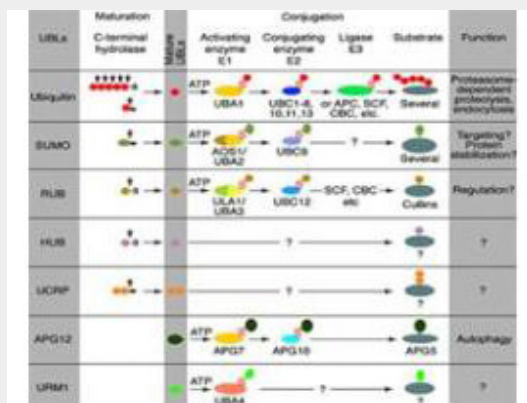 Maturation
Conjugation
UBLs
C-terminal hydrolase
Mature UBLs
Activating enzyme E1
Conjugating enzyme E2
Ligase E3
Substrate
Function
Ubiquitin
ATP
UBA1
UBC1-8, 10,11,13
or APC, SCF, CBC, etc.
Several
Proteasome-dependent proteolysis, endocytosis
SUMO
ATP
AOS1/ UBA2
UBC9
?
Several
Targeting? Protein stabilization?
RUB
ATP
ULA1/ UBA3
UBC12
SCF, CBC etc
Cullins
Regulation?
HUB
?
?
?
UCRP
?
?
?
APG12
ATP
APG7
APG10
APG5
Autophagy
URM1
ATP
UBA4
?
?
?